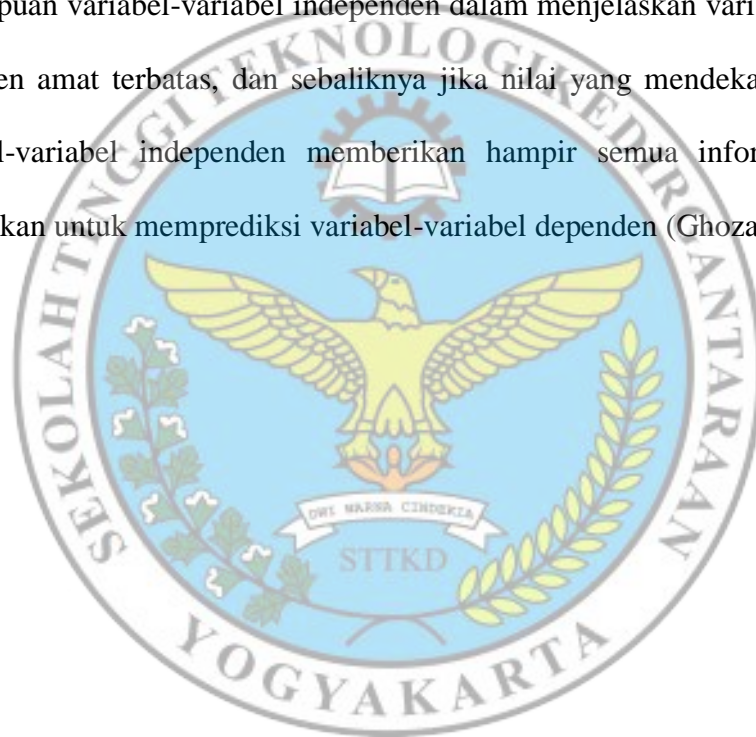 puan variabel-variabel independen dalam menjelaskan vari
en amat terbatas, dan sebaliknya jika nilai yang mendeka
l-variabel independen memberikan hampir semua infor
kan untuk memprediksi variabel-variabel dependen (Ghoza
SEKOLAH TINGGI TEKNOLOGI KEDIRGANTARAAN
DWI WARNA CINDEKIA
STTKD
YOGYAKARTA